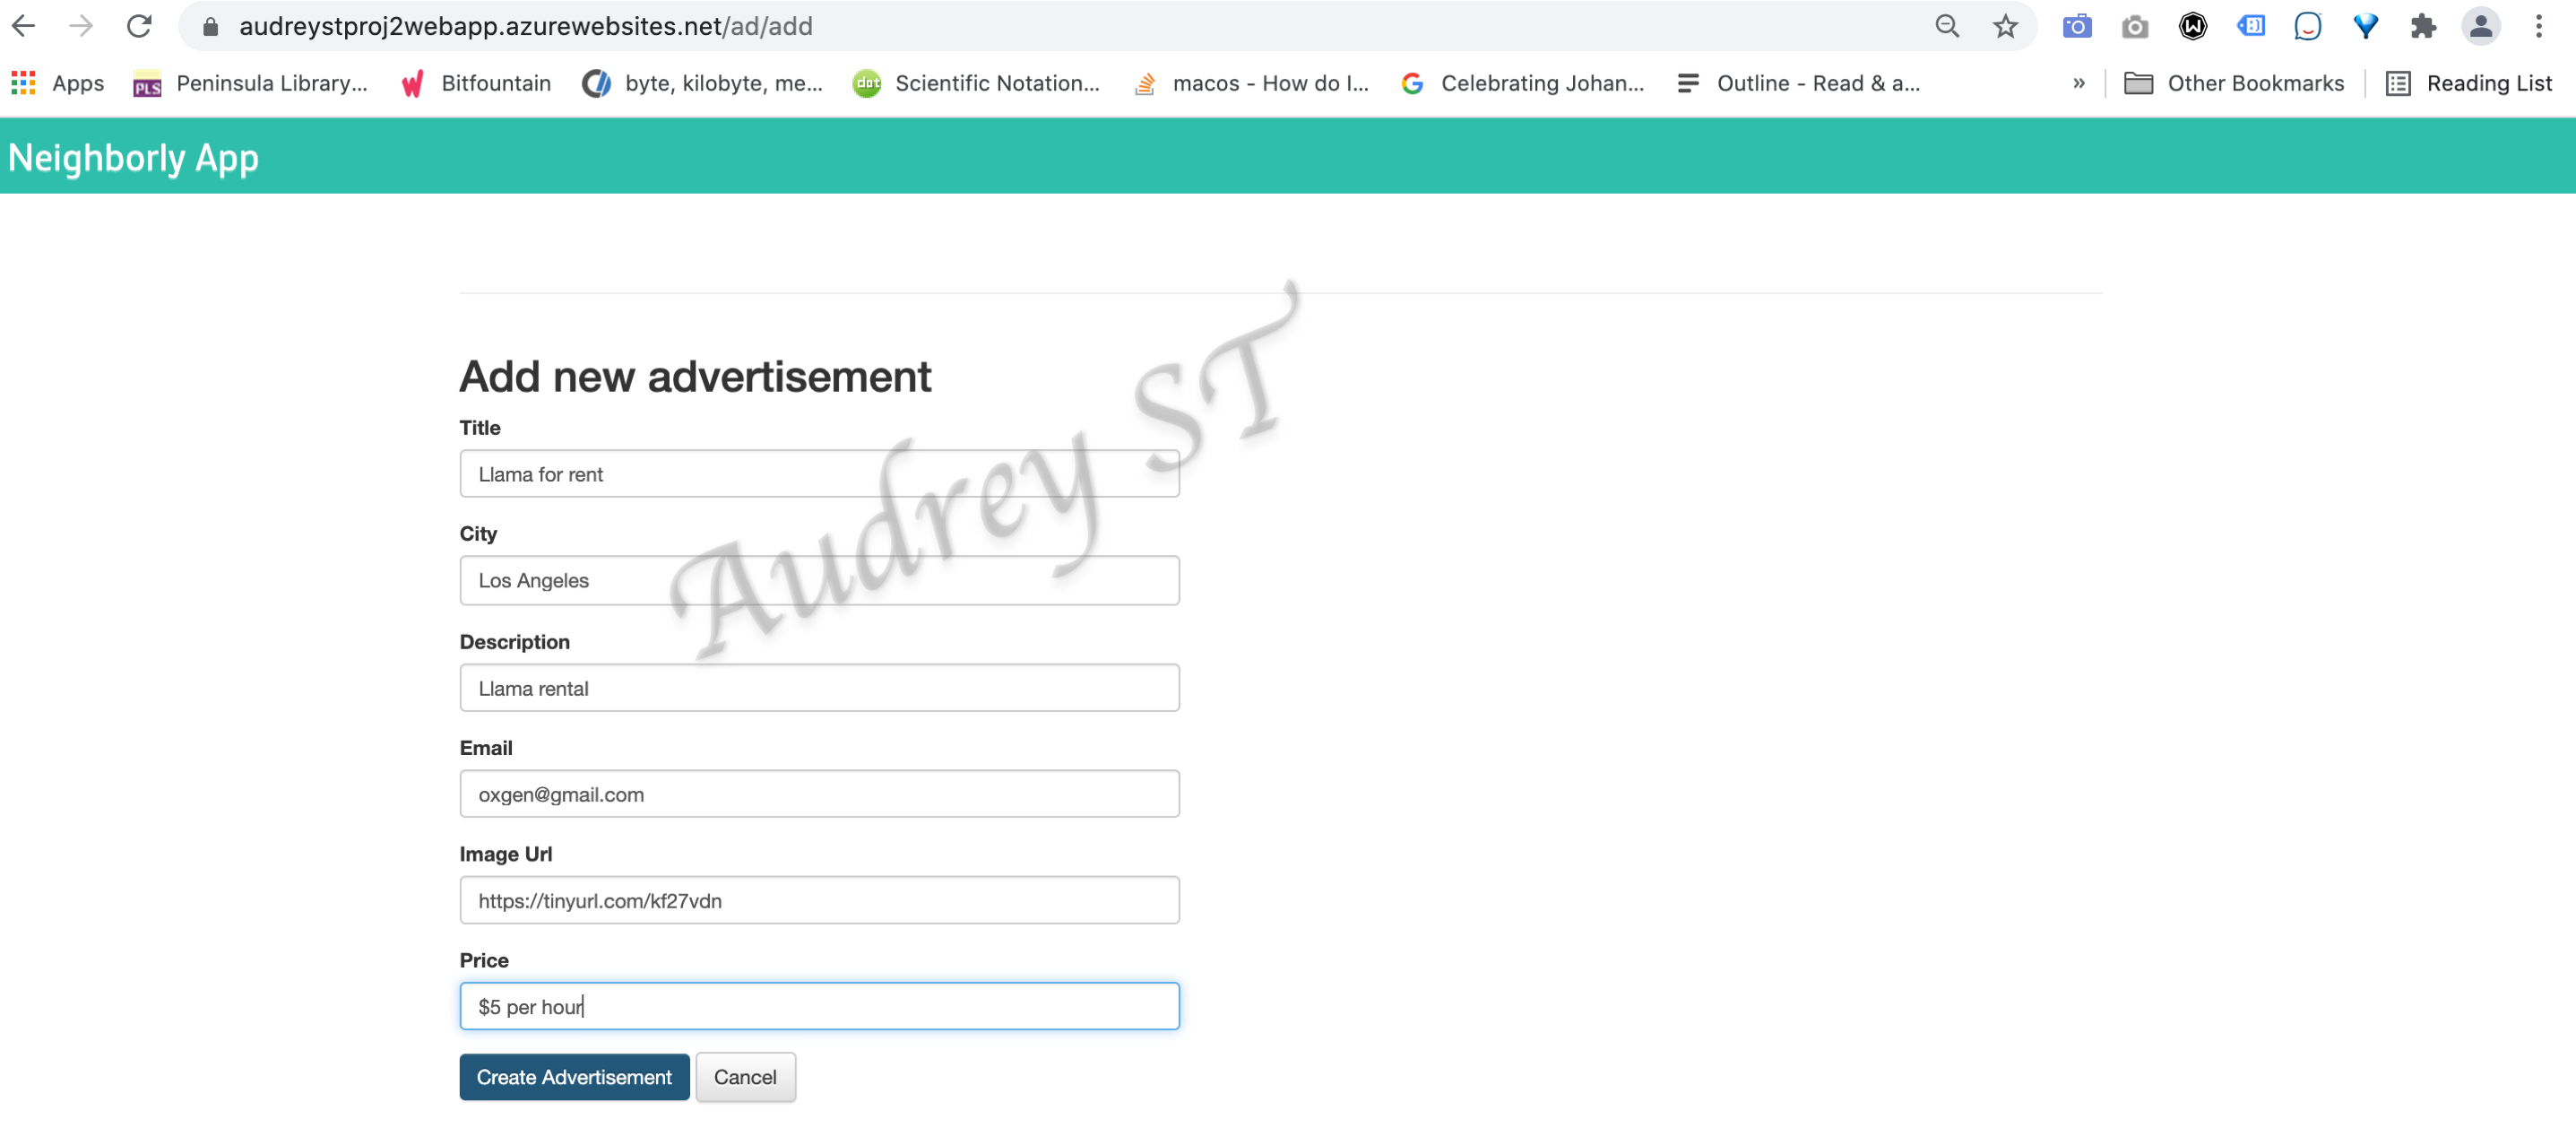 audreystproj2webapp.azurewebsites.net/ad/add
Apps PLS Peninsula Library... Bitfountain byte, kilobyte, me... dot Scientific Notation... macos - How do I... Celebrating Johan... Outline - Read & a... » Other Bookmarks Reading List
Neighborly App
Add new advertisement
Title
Llama for rent
City
Los Angeles
Description
Llama rental
Email
oxgen@gmail.com
Image Url
https://tinyurl.com/kf27vdn
Price
$5 per hour
Create Advertisement Cancel
Audrey ST